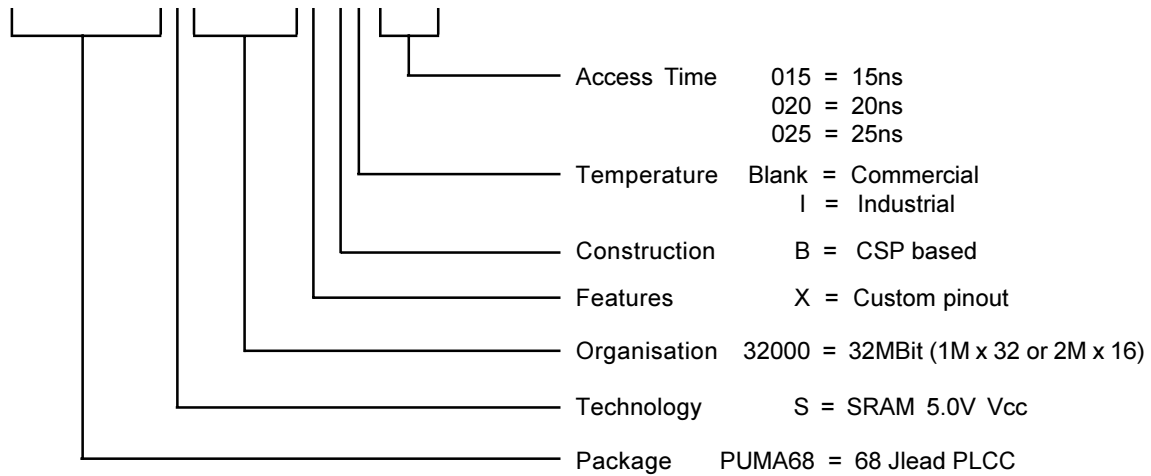 Access Time 015 = 15ns
020 = 20ns
025 = 25ns
Temperature Blank = Commercial
I = Industrial
Construction B = CSP based
Features X = Custom pinout
Organisation 32000 = 32MBit (1M x 32 or 2M x 16)
Technology S = SRAM 5.0V Vcc
Package PUMA68 = 68 Jlead PLCC